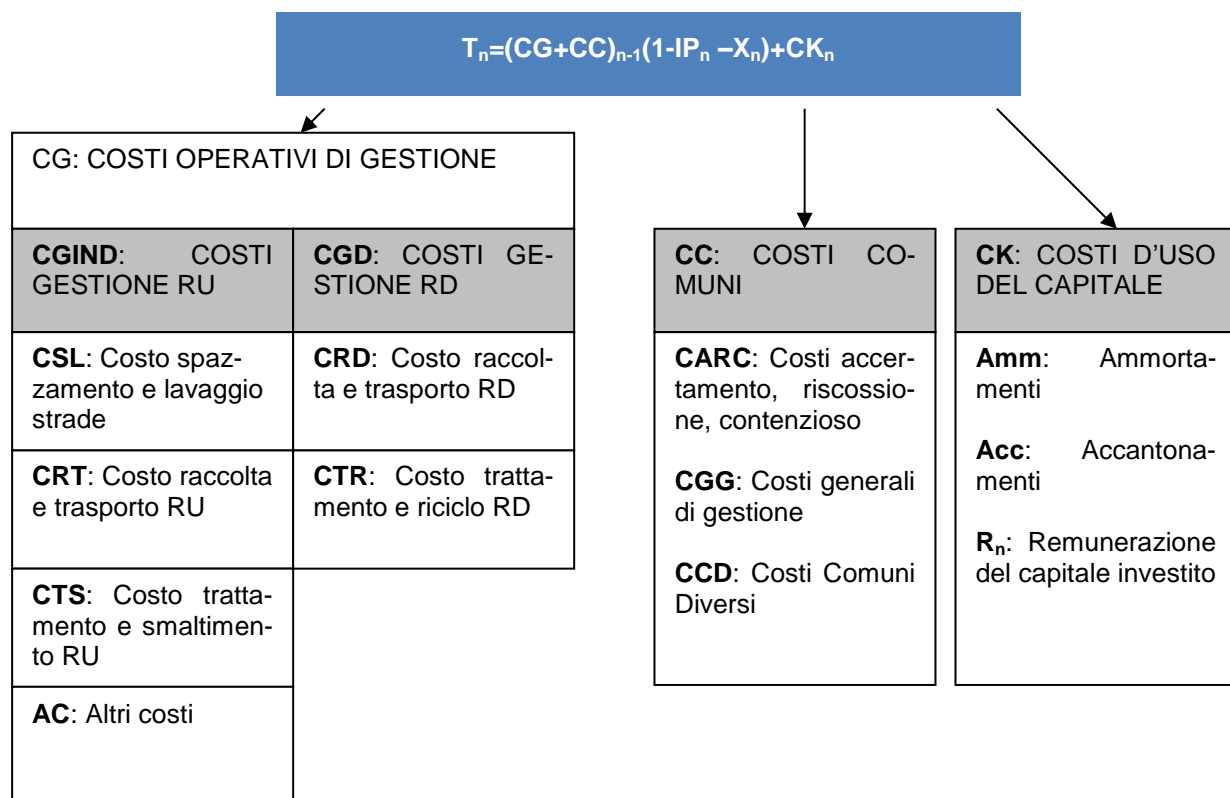 Tn=(CG+CC)n-1(1-IPn –Xn)+CKn
CG: COSTI OPERATIVI DI GESTIONE
CGIND: COSTI
GESTIONE RU
CSL: Costo spaz-
zamento e lavaggio
strade
CRT: Costo raccolta
e trasporto RU
CTS: Costo tratta-
mento e smaltimen-
to RU
AC: Altri costi
CGD: COSTI GE-
STIONE RD
CRD: Costo raccol-
ta e trasporto RD
CTR: Costo tratta-
mento e riciclo RD
CC: COSTI CO-
MUNI
CARC: Costi accer-
tamento, riscossio-
ne, contenzioso
CGG: Costi generali
di gestione
CCD: Costi Comuni
Diversi
CK: COSTI D'USO
DEL CAPITALE
Amm: Ammorta-
menti
Acc: Accantona-
menti
Rn: Remunerazione
del capitale investito